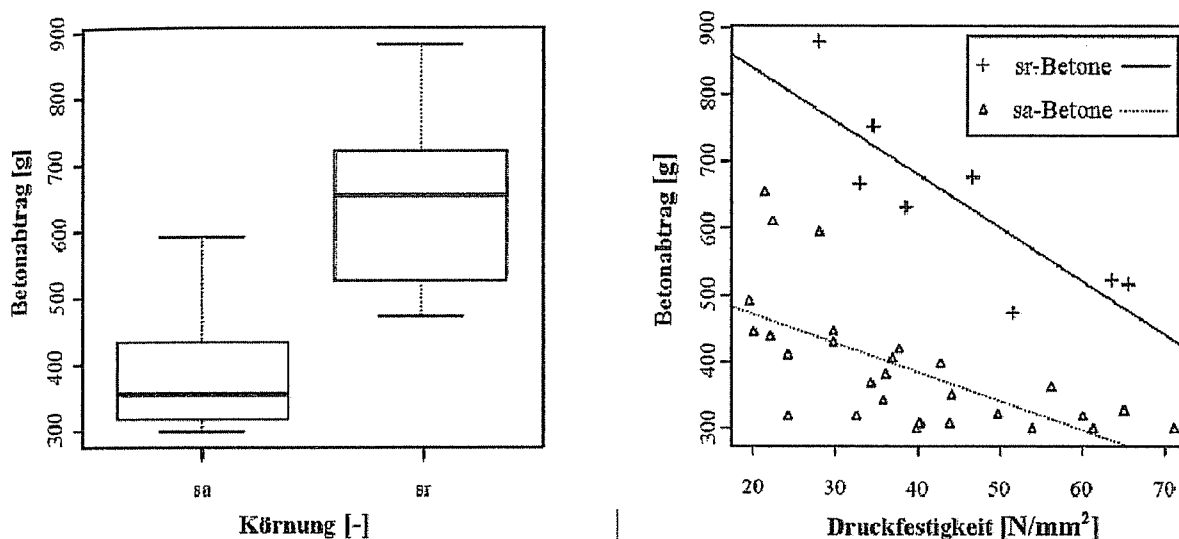 900
800
700
600
500
400
300
Betonabtrag [g]
sa
sr
Körnung [-]
900
800
700
600
500
400
300
Betonabtrag [g]
sr-Betone
sa-Betone
20
30
40
50
60
70
Druckfestigkeit [N/mm²]